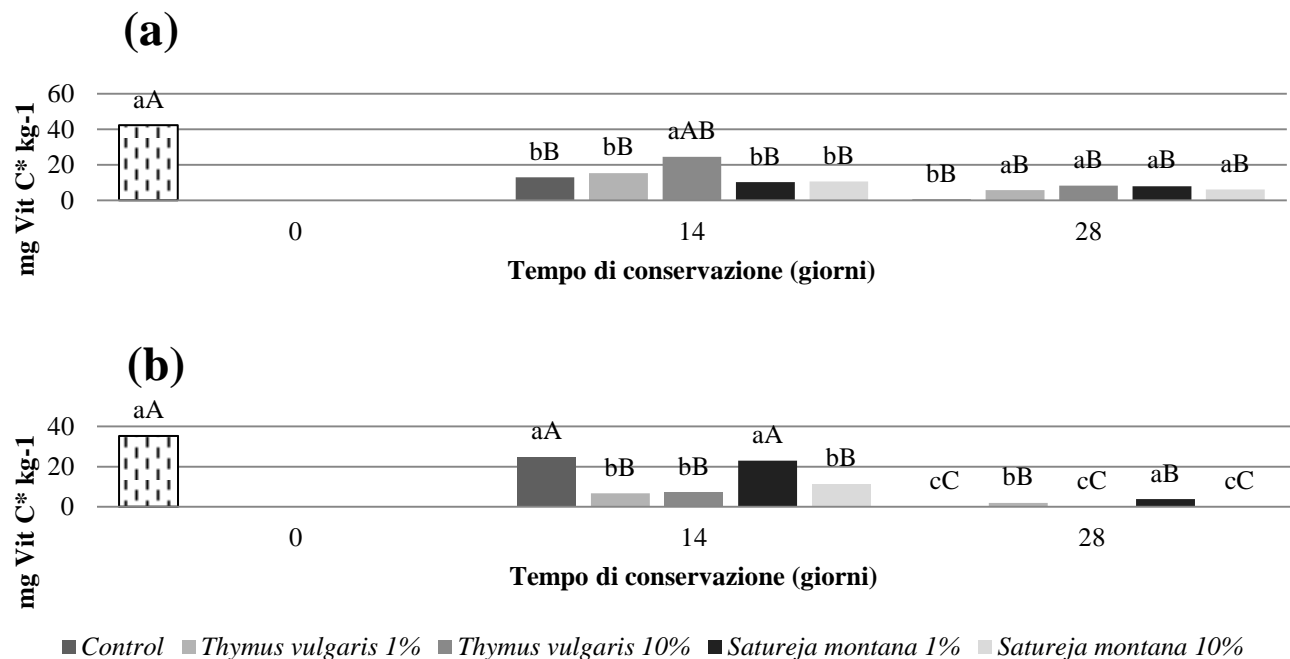 (a)
mg Vit C* kg-1
60
40
20
0
aA
bB
bB
aAB
bB
bB
bB
aB
aB
aB
aB
0 14 28
Tempo di conservazione (giorni)
(b)
mg Vit C* kg-1
40
20
0
aA
aA
bB
bB
aA
bB
cC
bB
cC
aB
cC
0 14 28
Tempo di conservazione (giorni)
Control Thymus vulgaris 1% Thymus vulgaris 10% Satureja montana 1% Satureja montana 10%